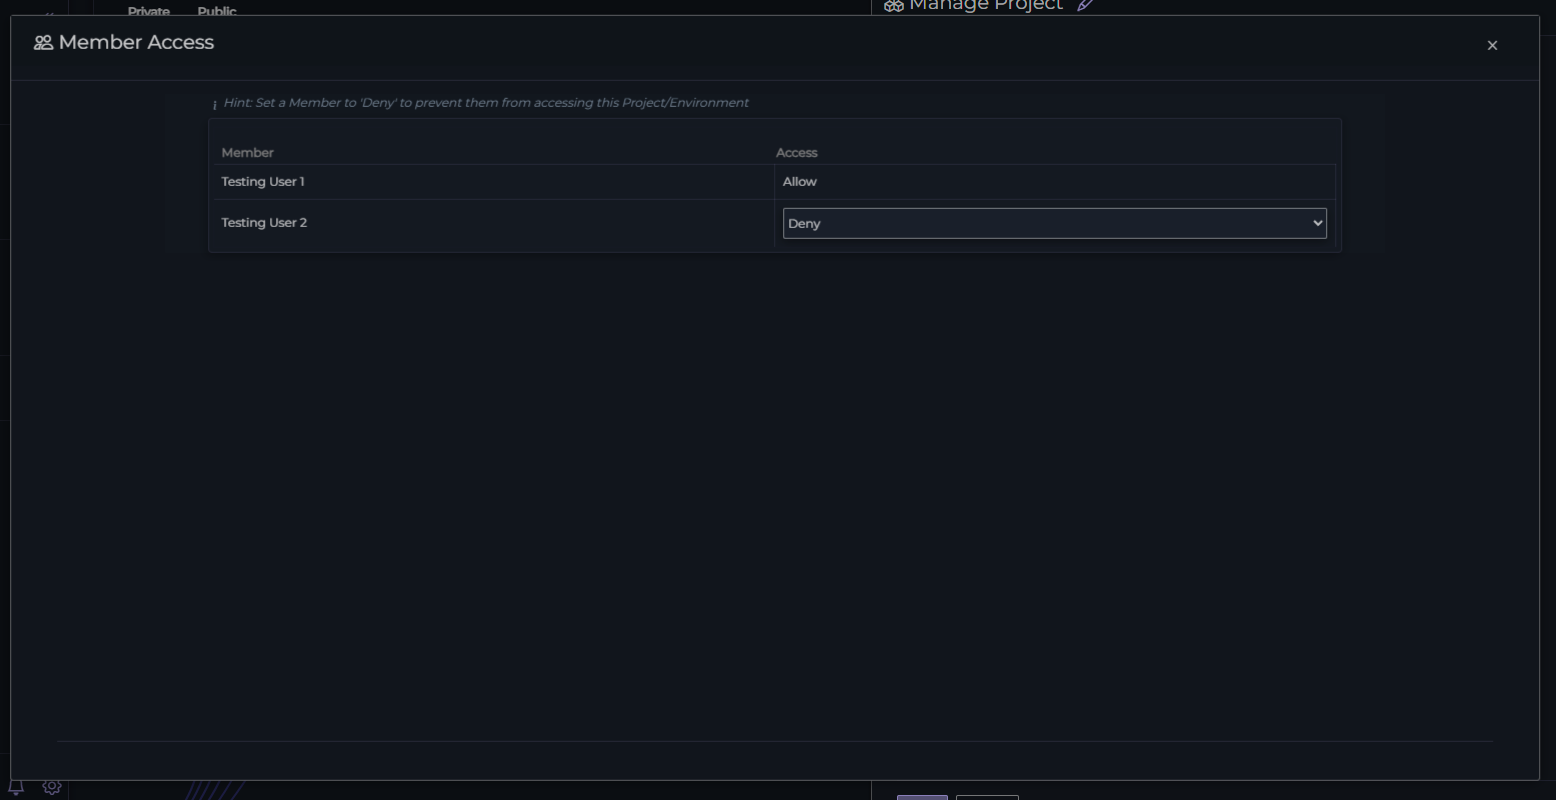 Private Public
Manage Project
Member Access
Hint: Set a Member to 'Deny' to prevent them from accessing this Project/Environment
Member Access
Testing User 1 Allow
Testing User 2 Deny